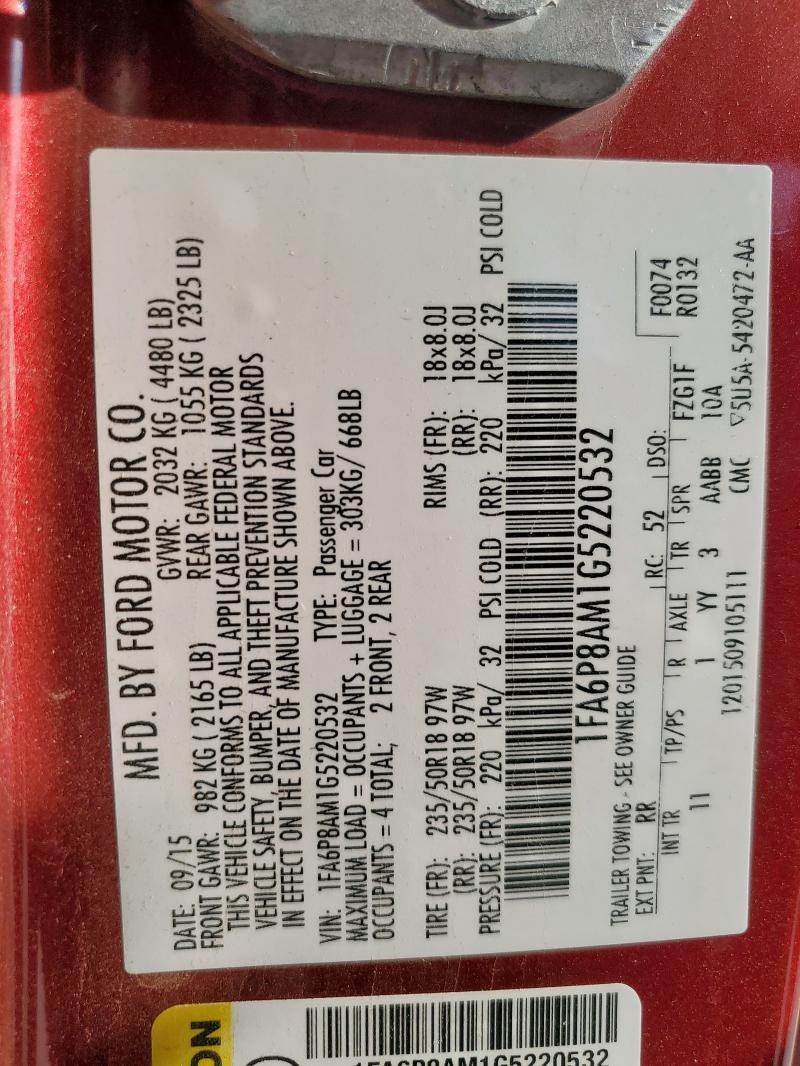 MFD. BY FORD MOTOR CO.
DATE: 09/15 GVWR: 2032 KG ( 4480 LB)
FRONT GAWR: 982 KG ( 2165 LB) REAR GAWR: 1055 KG ( 2325 LB)
THIS VEHICLE CONFORMS TO ALL APPLICABLE FEDERAL MOTOR
VEHICLE SAFETY, BUMPER, AND THEFT PREVENTION STANDARDS
IN EFFECT ON THE DATE OF MANUFACTURE SHOWN ABOVE.
VIN: 1FA6P8AM1G5220532 TYPE: Passenger Car
MAXIMUM LOAD = OCCUPANTS + LUGGAGE = 303KG/ 668LB
OCCUPANTS = 4 TOTAL; 2 FRONT, 2 REAR
TIRE (FR): 235/50R18 97W RIMS (FR): 18x8.0J
(RR): 235/50R18 97W (RR): 18x8.0J
PRESSURE (FR): 220 kPa/ 32 PSI COLD (RR): 220 kPa/ 32 PSI COLD
1FA6P8AM1G5220532
TRAILER TOWING - SEE OWNER GUIDE
EXT PNT: RR RC: 52 DSO: F0074
R0132
INT TR TP/PS R AXLE TR SPR FZG1F
11 1 YY 3 AABB 10A
1201509105111 CMC ▽5U5A-5420472-AA
ON
1FA6P8AM1G5220532